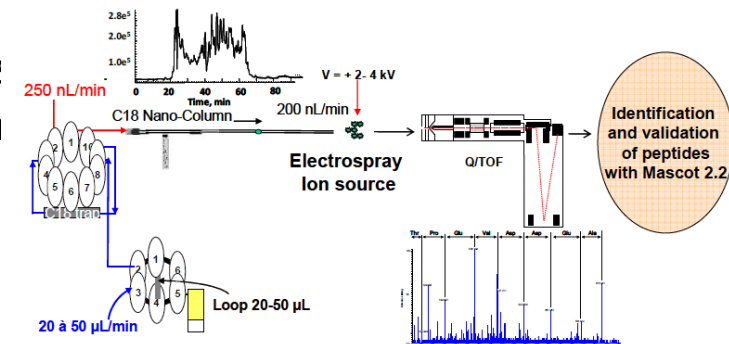 2.8e5
2.0e5
1.0e5
0 20 40 60 80
Time, min
V = + 2- 4 kV
250 nL/min
C18 Nano-Column
200 nL/min
Electrospray
Ion source
Q/TOF
Identification
and validation
of peptides
with Mascot 2.2
2 1 10
4 8
5 6 7
C18 trap
1
2 6
3 4 5
Loop 20-50 µL
20 à 50 µL/min
Thr Pro Glu Val Asp Asp Glu Ala